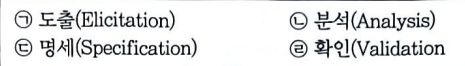 ㉠ 도출(Elicitation) ㉡ 분석(Analysis)
㉢ 명세(Specification) ㉣ 확인(Validation